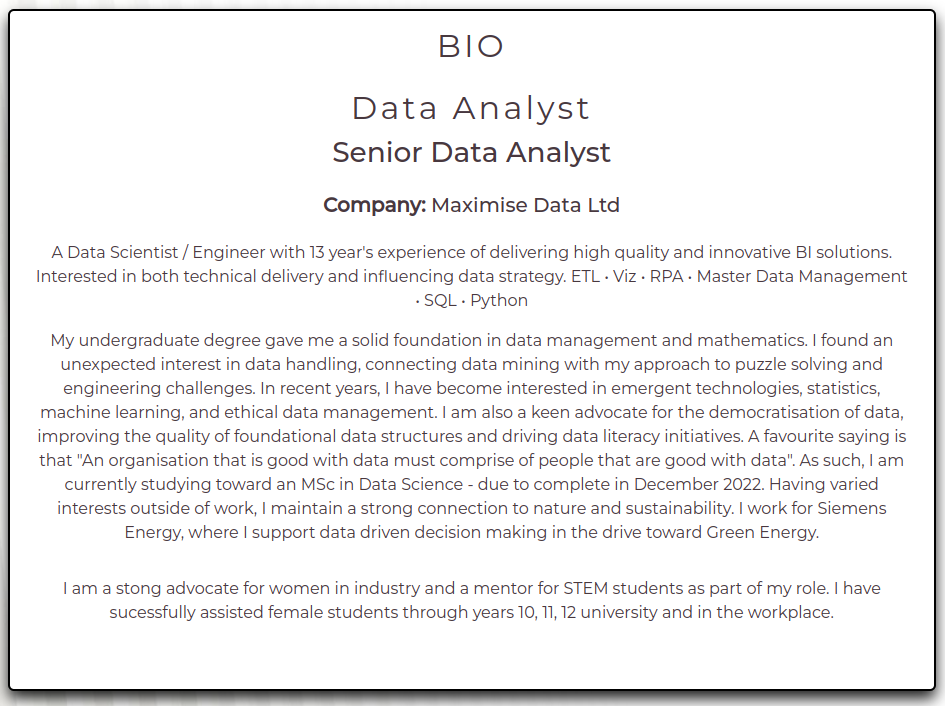 BIO
Data Analyst
Senior Data Analyst
Company: Maximise Data Ltd
A Data Scientist / Engineer with 13 year's experience of delivering high quality and innovative BI solutions.
Interested in both technical delivery and influencing data strategy. ETL • Viz • RPA • Master Data Management
• SQL • Python
My undergraduate degree gave me a solid foundation in data management and mathematics. I found an
unexpected interest in data handling, connecting data mining with my approach to puzzle solving and
engineering challenges. In recent years, I have become interested in emergent technologies, statistics,
machine learning, and ethical data management. I am also a keen advocate for the democratisation of data,
improving the quality of foundational data structures and driving data literacy initiatives. A favourite saying is
that "An organisation that is good with data must comprise of people that are good with data". As such, I am
currently studying toward an MSc in Data Science - due to complete in December 2022. Having varied
interests outside of work, I maintain a strong connection to nature and sustainability. I work for Siemens
Energy, where I support data driven decision making in the drive toward Green Energy.
I am a stong advocate for women in industry and a mentor for STEM students as part of my role. I have
sucessfully assisted female students through years 10, 11, 12 university and in the workplace.